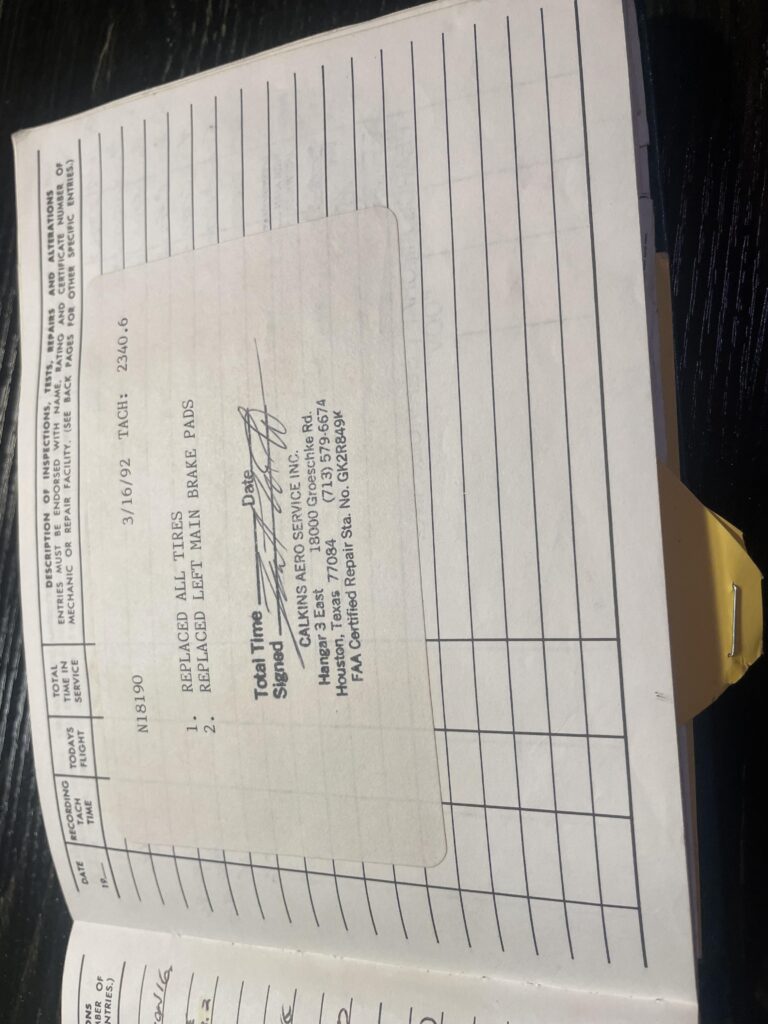 DESCRIPTION OF INSPECTIONS, TESTS, REPAIRS AND ALTERATIONS
ENTRIES MUST BE ENDORSED WITH NAME, RATING AND CERTIFICATE NUMBER OF
MECHANIC OR REPAIR FACILITY. (SEE BACK PAGES FOR OTHER SPECIFIC ENTRIES.)
DATE
RECORDING TACH TIME
TODAYS FLIGHT
TOTAL TIME IN SERVICE
19
N18190 3/16/92 TACH: 2340.6
1. REPLACED ALL TIRES
2. REPLACED LEFT MAIN BRAKE PADS
Total Time Date
Signed
CALKINS AERO SERVICE INC.
Hangar 3 East 18000 Groeschke Rd.
Houston, Texas 77084 (713) 579-6674
FAA Certified Repair Sta. No. GK2R849K